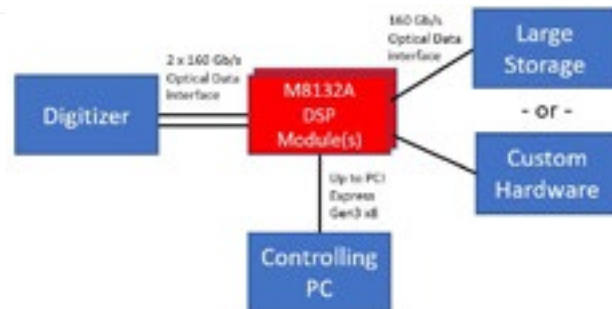 2 x 160 Gb/s
Optical Data
Interface
160 Gb/s
Optical Data
Interface
Large
Storage
Digitizer
M8132A
DSP
Module(s)
- or -
Custom
Hardware
Up to PCI
Express
Gen3 x8
Controlling
PC